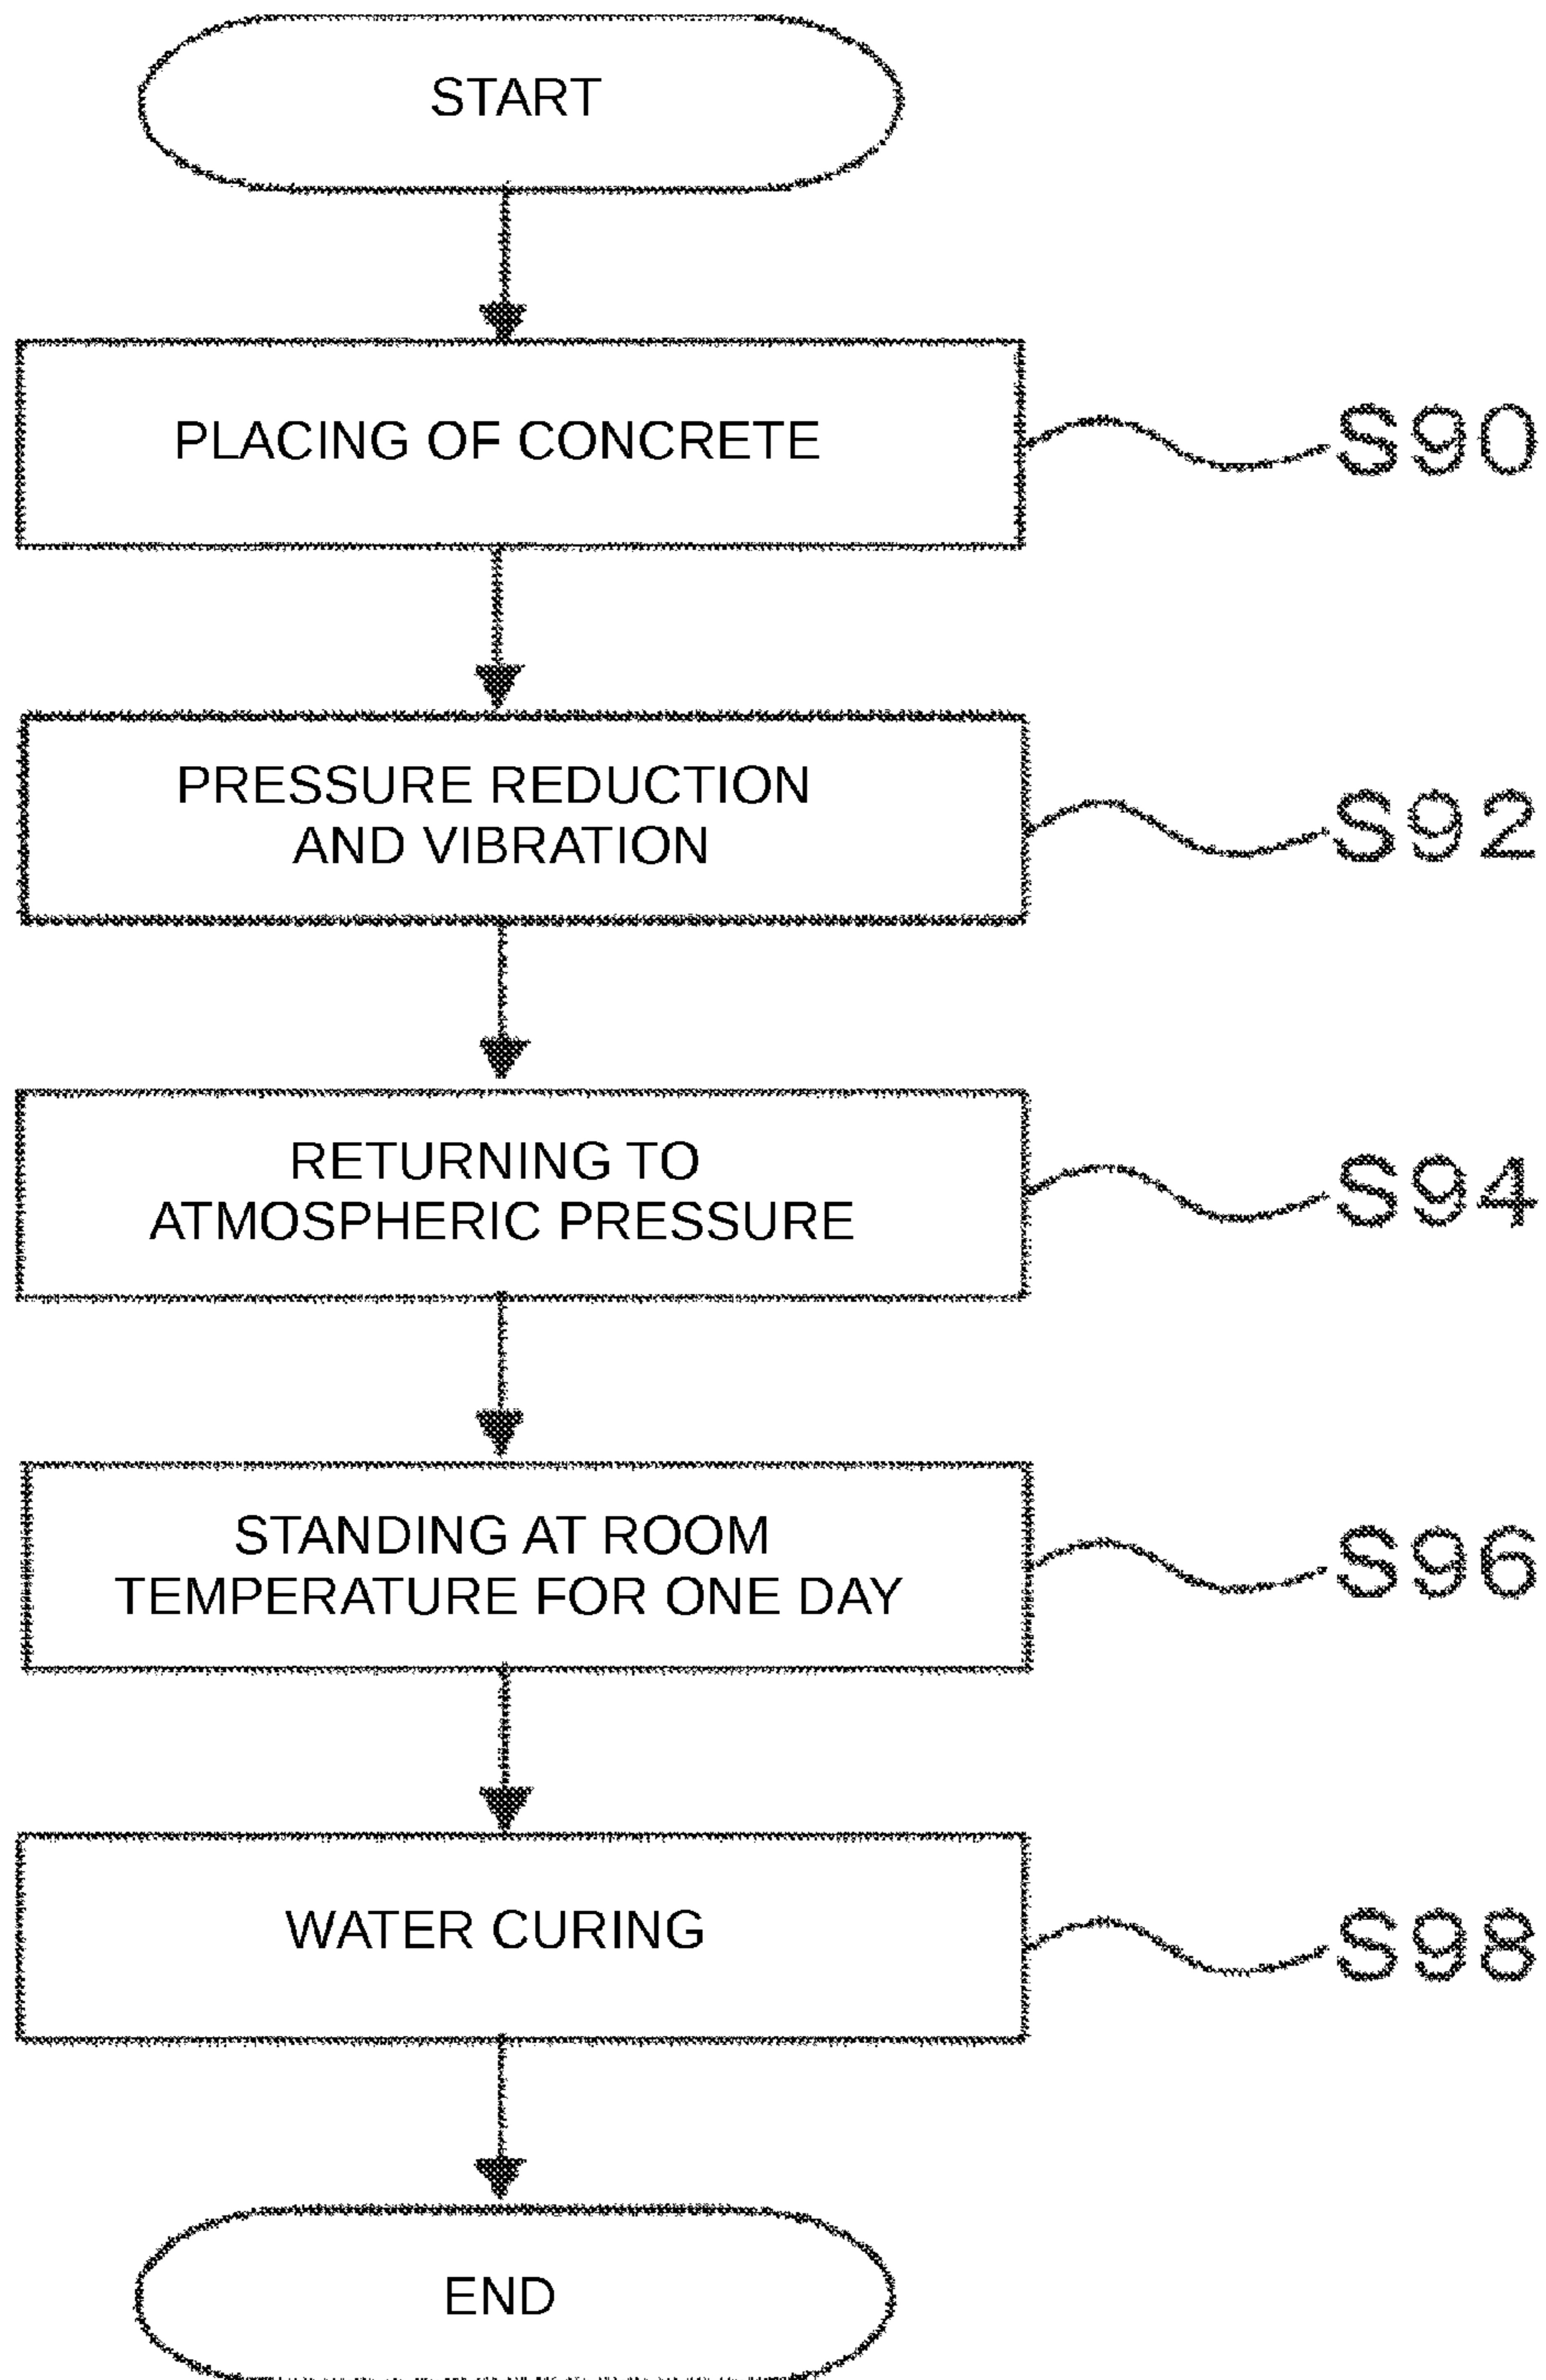 START
PLACING OF CONCRETE
S90
PRESSURE REDUCTION
AND VIBRATION
S92
RETURNING TO
ATMOSPHERIC PRESSURE
S94
STANDING AT ROOM
TEMPERATURE FOR ONE DAY
S96
WATER CURING
S98
END